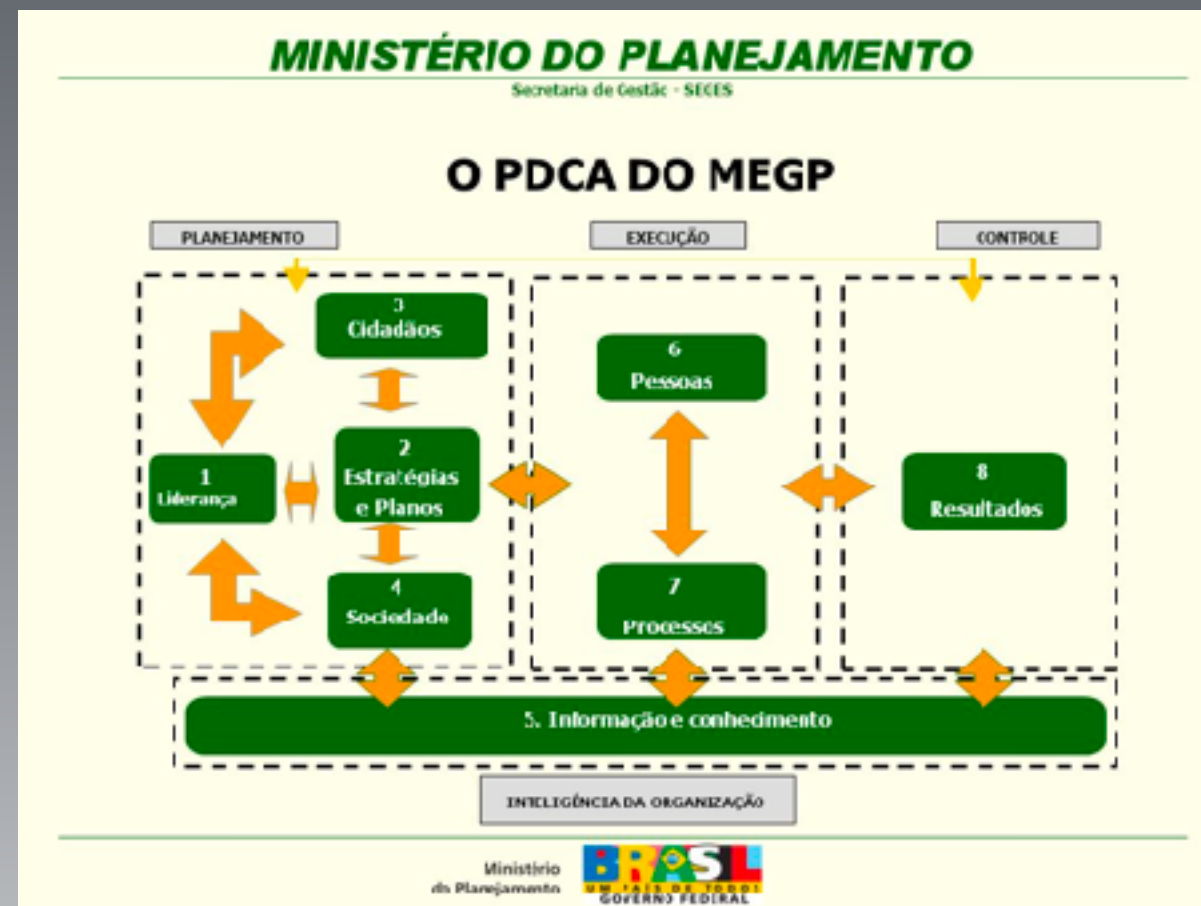 MINISTÉRIO DO PLANEJAMENTO
Secretaria de Gestão - SEGES
O PDCA DO MEGP
PLANEJAMENTO
EXECUÇÃO
CONTROLE
3
Cidadãos
6
Pessoas
2
Estratégias
e Planos
1
Liderança
8
Resultados
4
Sociedade
7
Processos
5. Informação e conhecimento
INTELIGÊNCIA DA ORGANIZAÇÃO
Ministério
do Planejamento
BRASIL
UM PAÍS DE TODOS
GOVERNO FEDERAL